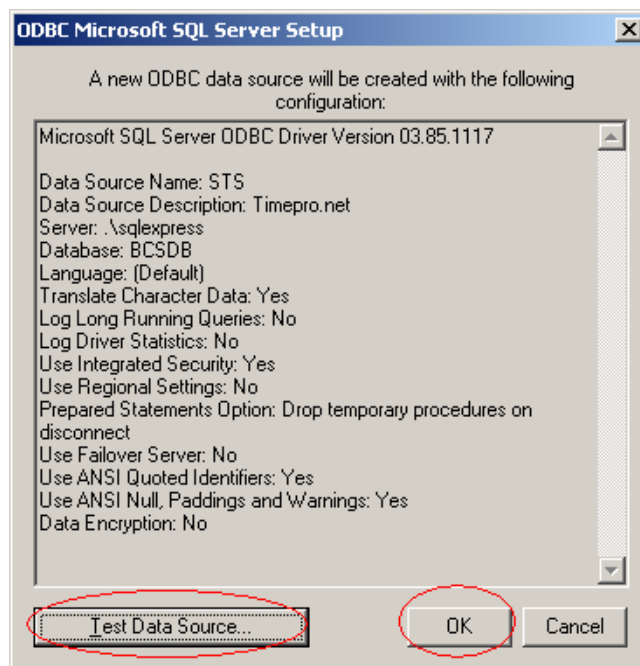 ODBC Microsoft SQL Server Setup
A new ODBC data source will be created with the following
configuration:
Microsoft SQL Server ODBC Driver Version 03.85.1117
Data Source Name: STS
Data Source Description: Timepro.net
Server: .\sqlexpress
Database: BCSDB
Language: (Default)
Translate Character Data: Yes
Log Long Running Queries: No
Log Driver Statistics: No
Use Integrated Security: Yes
Use Regional Settings: No
Prepared Statements Option: Drop temporary procedures on
disconnect
Use Failover Server: No
Use ANSI Quoted Identifiers: Yes
Use ANSI Null, Paddings and Warnings: Yes
Data Encryption: No
Test Data Source... OK Cancel